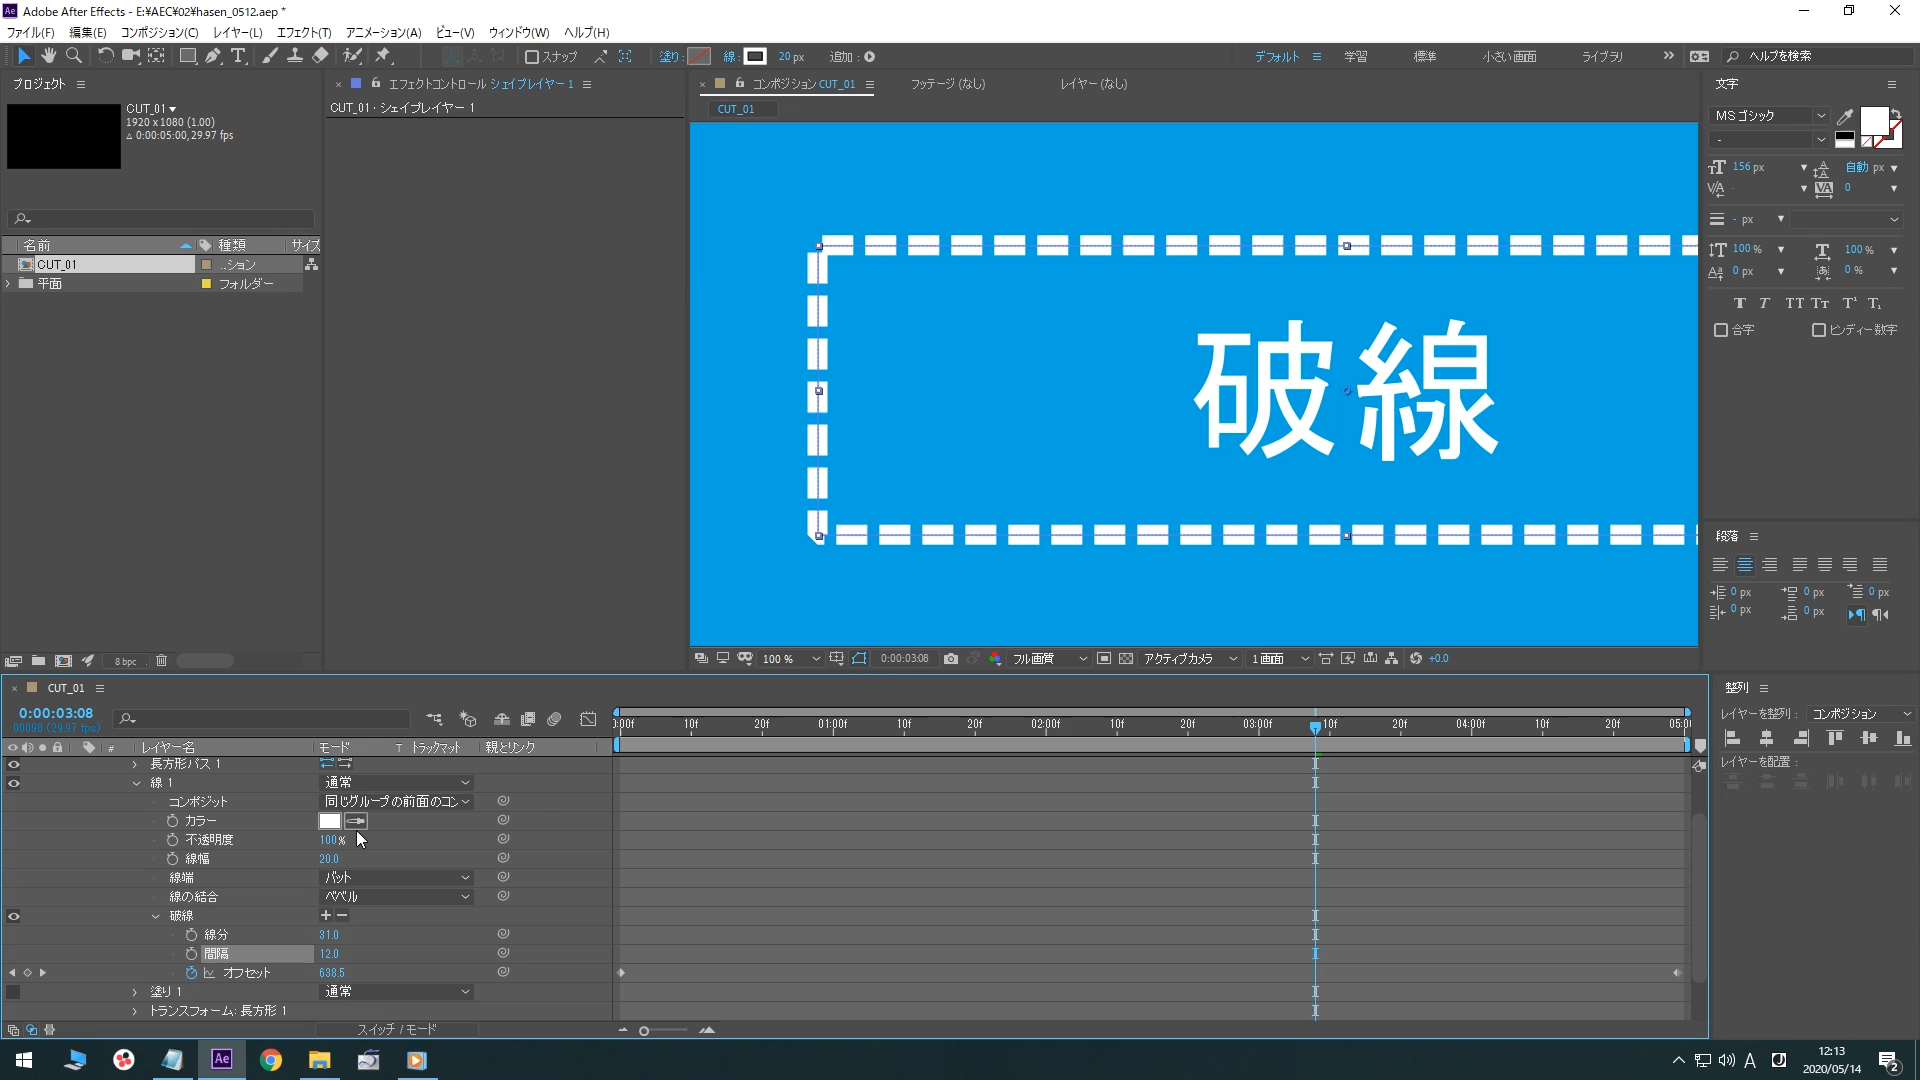 Adobe After Effects - E:¥AEC¥02¥hasen_0512.aep *
ファイル(F) 編集(E) コンポジション(C) レイヤー(L) エフェクト(T) アニメーション(A) ビュー(V) ウィンドウ(W) ヘルプ(H)
スナップ 塗り: 線: 20 px 追加: デフォルト 学習 標準 小さい画面 ライブラリ ヘルプを検索
プロジェクト
エフェクトコントロール シェイプレイヤー 1
コンポジション CUT_01 フッテージ (なし) レイヤー (なし)
文字
CUT_01▼
1920 x 1080 (1.00)
△ 0:00:05:00, 29.97 fps
CUT_01・シェイプレイヤー 1
CUT_01
MS ゴシック
-
156 px 自動 px
0
- px
100 % 100 %
0 px 0 %
T T TT Tт T¹ T₁
合字 ヒンディー数字
名前 種類 サイズ
CUT_01 ..ション
平面 フォルダー
破線
段落
0 px 0 px 0 px
0 px 0 px
8 bpc
100 % 0:00:03:08 フル画質 アクティブカメラ 1画面 +0.0
CUT_01
整列
0:00:03:08
00098 (29.97 fps)
レイヤーを整列: コンポジション
レイヤーを配置:
:00f 10f 20f 01:00f 10f 20f 02:00f 10f 20f 03:00f 10f 20f 04:00f 10f 20f 05:0
# レイヤー名 モード T トラックマット 親とリンク
長方形パス 1
線 1 通常
コンポジット 同じグループの前面のコン
カラー
不透明度 100%
線幅 20.0
線端 バット
線の結合 ベベル
破線 + −
線分 31.0
間隔 12.0
オフセット 638.5
塗り 1 通常
トランスフォーム: 長方形 1
スイッチ / モード
Ae
A
12:13
2020/05/14
2